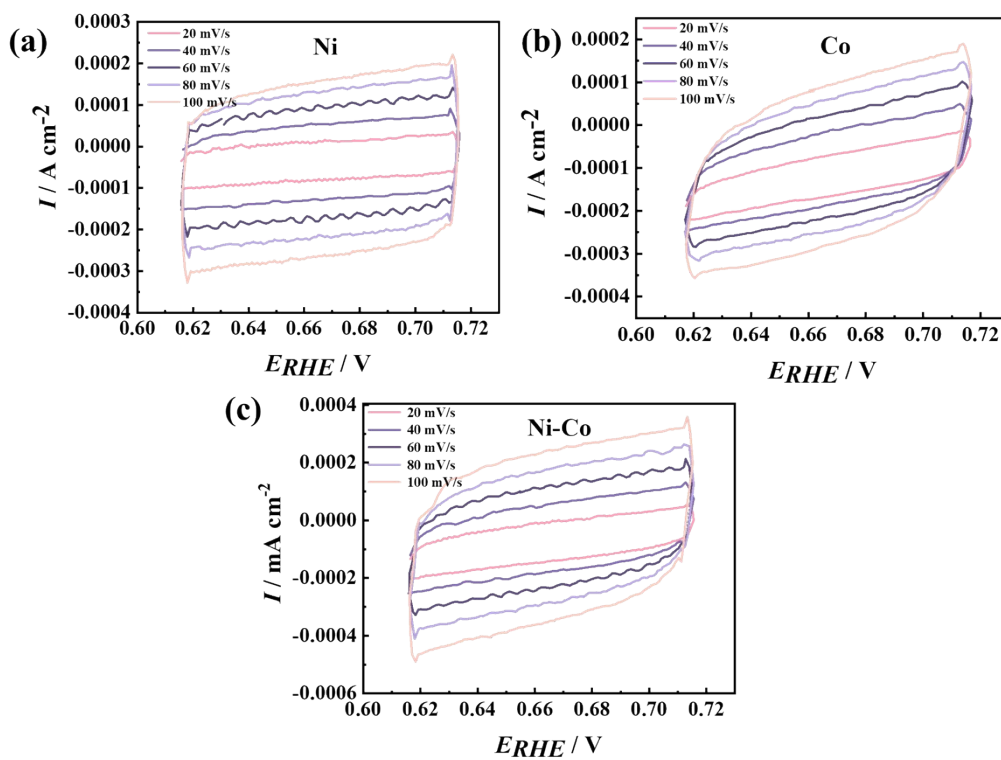 (a)
Ni
20 mV/s
40 mV/s
60 mV/s
80 mV/s
100 mV/s
0.0003
0.0002
0.0001
0.0000
-0.0001
-0.0002
-0.0003
-0.0004
I / A cm-2
0.60 0.62 0.64 0.66 0.68 0.70 0.72
ERHE / V
(b)
Co
20 mV/s
40 mV/s
60 mV/s
80 mV/s
100 mV/s
0.0002
0.0001
0.0000
-0.0001
-0.0002
-0.0003
-0.0004
I / A cm-2
0.60 0.62 0.64 0.66 0.68 0.70 0.72
ERHE / V
(c)
Ni-Co
20 mV/s
40 mV/s
60 mV/s
80 mV/s
100 mV/s
0.0004
0.0002
0.0000
-0.0002
-0.0004
-0.0006
I / mA cm-2
0.60 0.62 0.64 0.66 0.68 0.70 0.72
ERHE / V